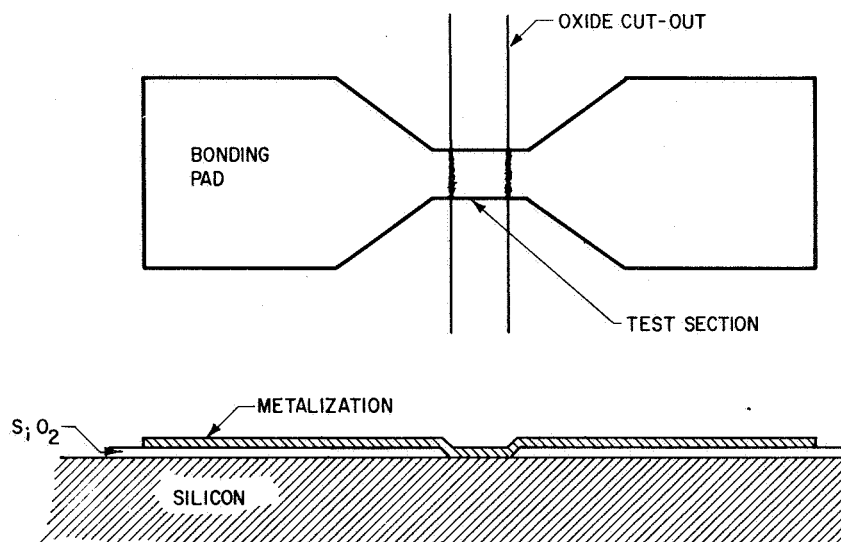 OXIDE CUT-OUT
BONDING
PAD
TEST SECTION
METALIZATION
SiO2
SILICON